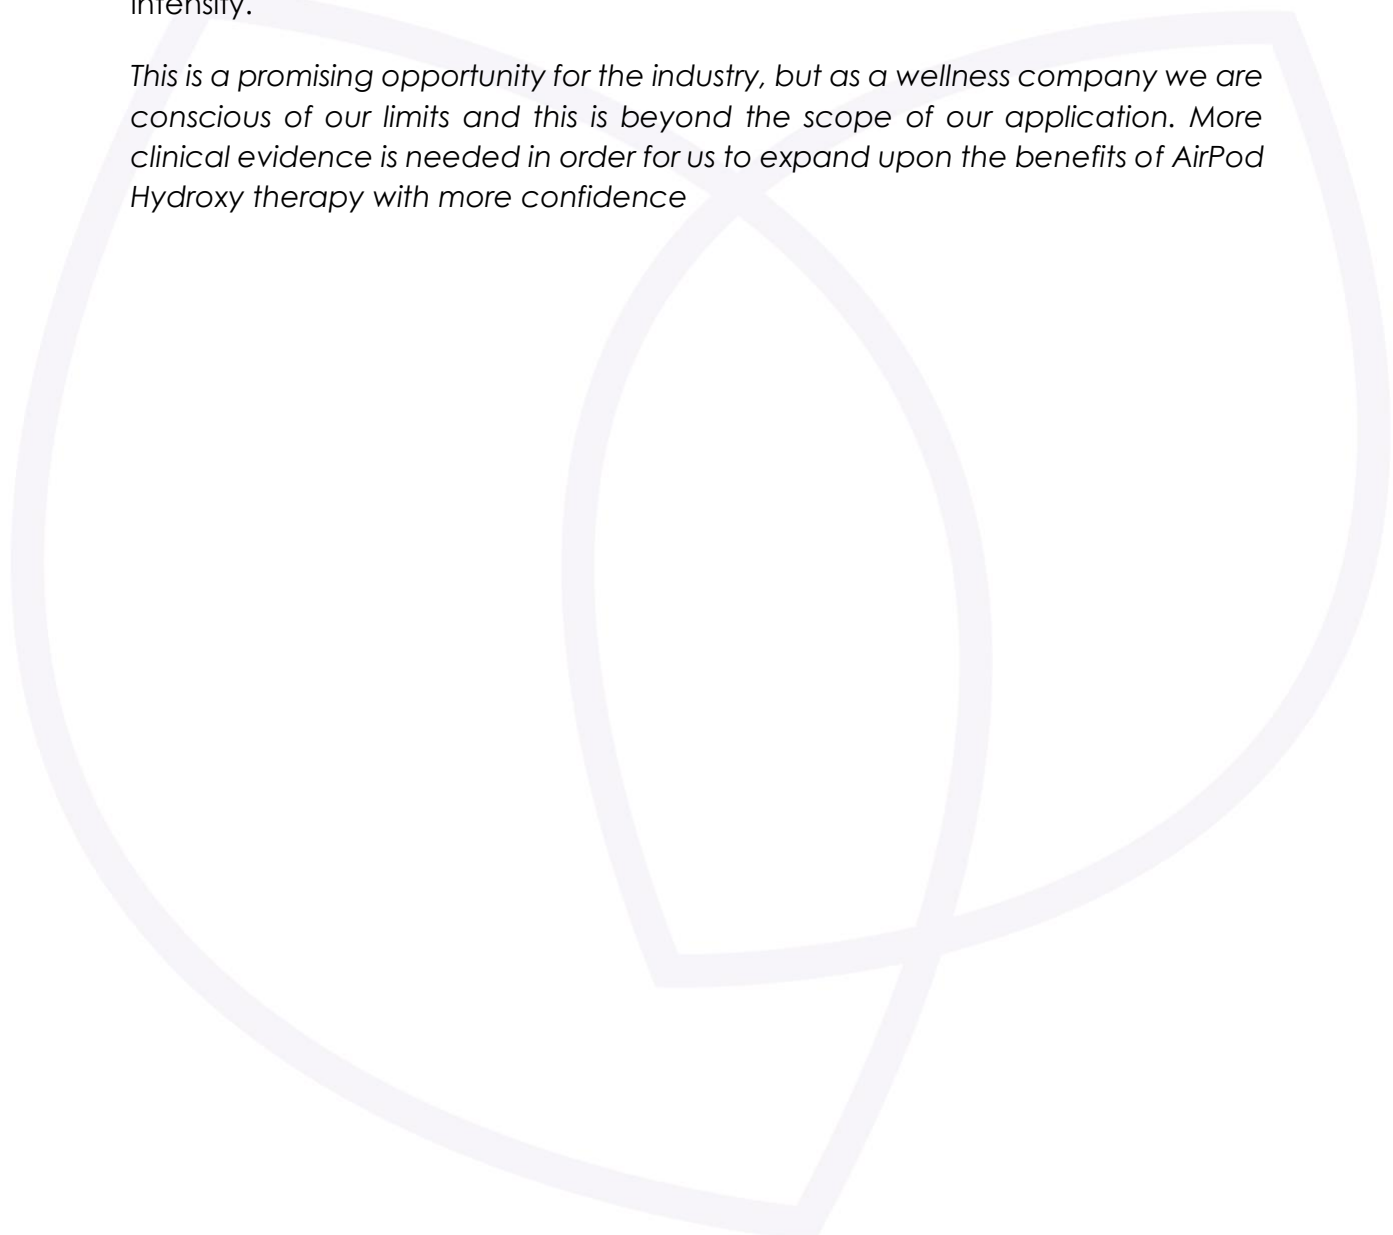 intensity.
This is a promising opportunity for the industry, but as a wellness company we are
conscious of our limits and this is beyond the scope of our application. More
clinical evidence is needed in order for us to expand upon the benefits of AirPod
Hydroxy therapy with more confidence